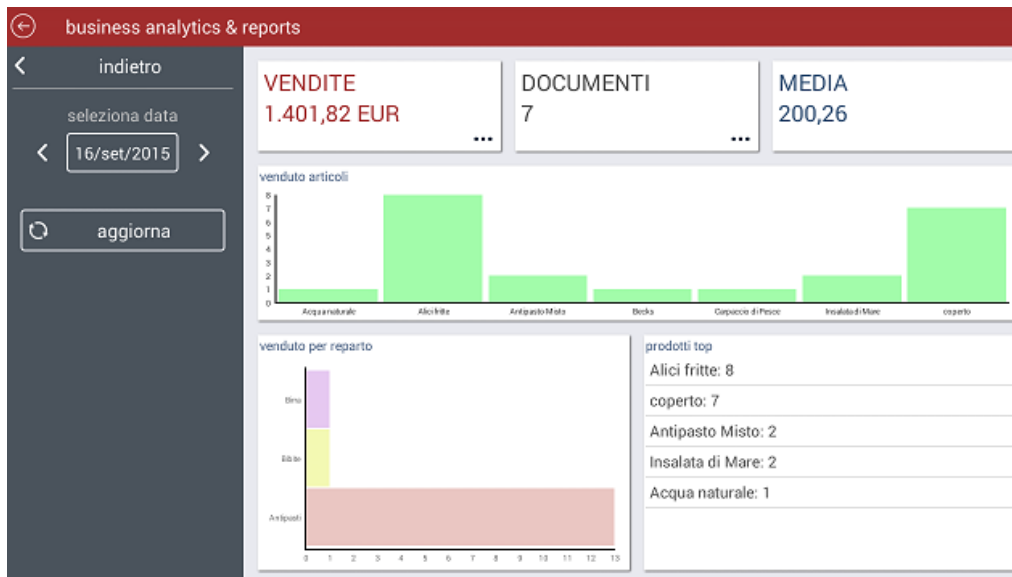 business analytics & reports
indietro
seleziona data
16/set/2015
aggiorna
VENDITE
1.401,82 EUR
DOCUMENTI
7
MEDIA
200,26
venduto articoli
8
7
6
5
4
3
2
1
0
Acqua naturale Alici fritte Antipasto Misto Becks Carpaccio di Pesce Insalata di Mare coperto
venduto per reparto
Birra
Bibite
Antipasti
0 1 2 3 4 5 6 7 8 9 10 11 12 13
prodotti top
Alici fritte: 8
coperto: 7
Antipasto Misto: 2
Insalata di Mare: 2
Acqua naturale: 1